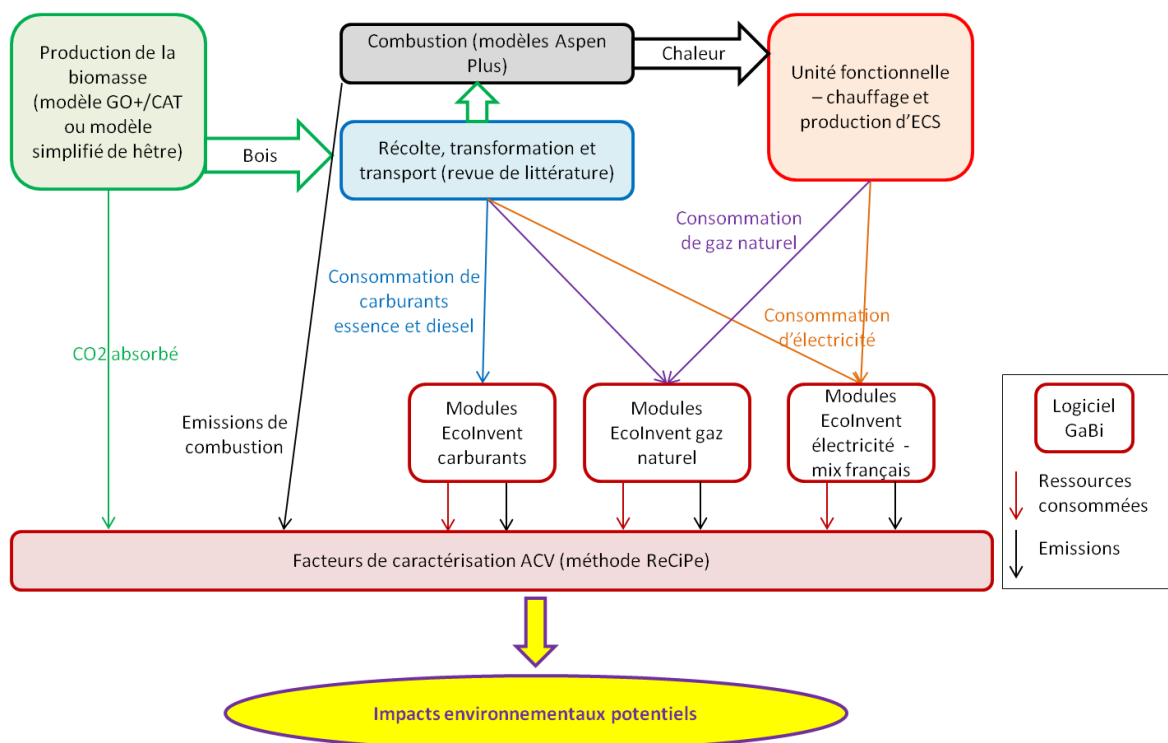 Production de la
biomasse
(modèle GO+/CAT
ou modèle
simplifié de hêtre)
Bois
Combustion (modèles Aspen
Plus)
Chaleur
Unité fonctionnelle
– chauffage et
production d'ECS
Récolte, transformation et
transport (revue de littérature)
Consommation
de gaz naturel
Consommation de
carburants
essence et diesel
Consommation
d'électricité
CO2 absorbé
Emissions de
combustion
Modules
EcoInvent
carburants
Modules
EcoInvent gaz
naturel
Modules
EcoInvent
électricité -
mix français
Logiciel
GaBi
Ressources
consommées
Emissions
Facteurs de caractérisation ACV (méthode ReCiPe)
Impacts environnementaux potentiels